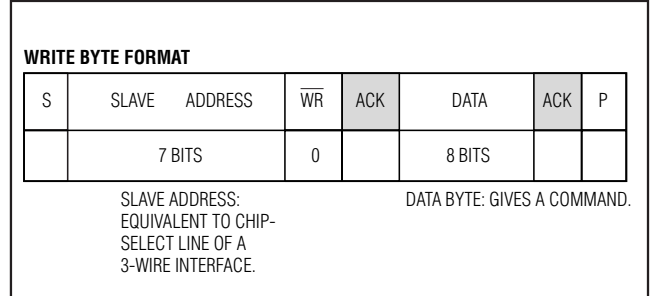 WRITE BYTE FORMAT
S SLAVE ADDRESS WR ACK DATA ACK P
7 BITS 0 8 BITS
SLAVE ADDRESS:
EQUIVALENT TO CHIP-
SELECT LINE OF A
3-WIRE INTERFACE.
DATA BYTE: GIVES A COMMAND.